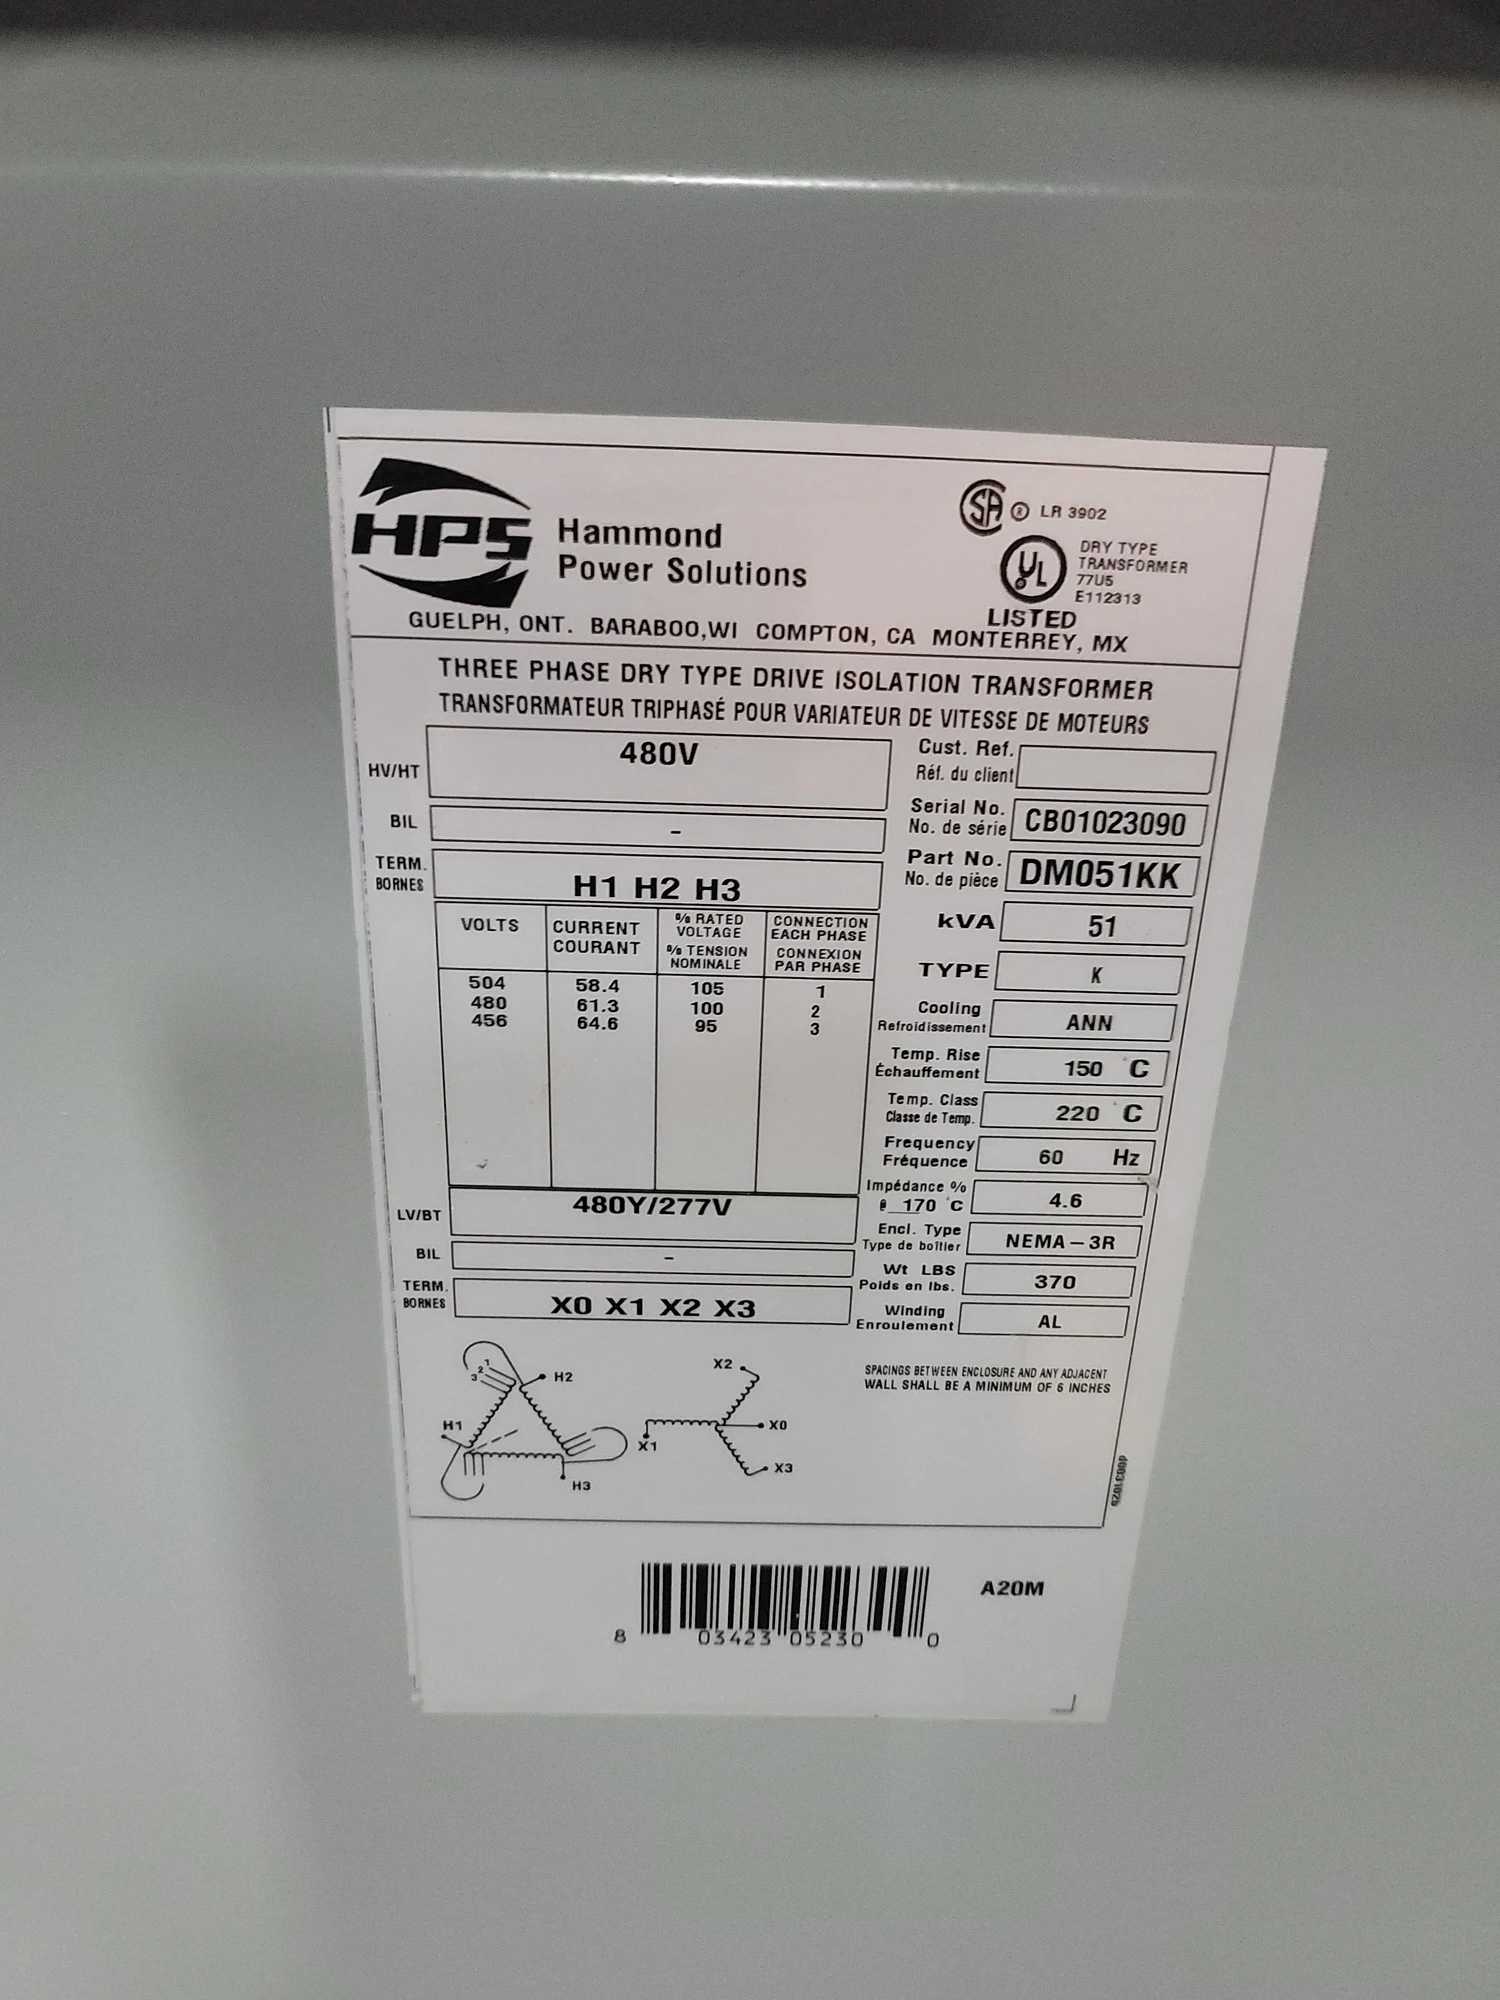 HPS
Hammond
Power Solutions
SA ® LR 3902
UL
DRY TYPE
TRANSFORMER
77U5
E112313
LISTED
GUELPH, ONT. BARABOO,WI COMPTON, CA MONTERREY, MX
THREE PHASE DRY TYPE DRIVE ISOLATION TRANSFORMER
TRANSFORMATEUR TRIPHASÉ POUR VARIATEUR DE VITESSE DE MOTEURS
HV/HT 480V
BIL -
TERM.
BORNES
H1 H2 H3
VOLTS
CURRENT
COURANT
% RATED
VOLTAGE
% TENSION
NOMINALE
CONNECTION
EACH PHASE
CONNEXION
PAR PHASE
504 58.4 105 1
480 61.3 100 2
456 64.6 95 3
LV/BT 480Y/277V
BIL -
TERM.
BORNES
X0 X1 X2 X3
Cust. Ref.
Réf. du client
Serial No.
No. de série
CB01023090
Part No.
No. de pièce
DM051KK
kVA 51
TYPE K
Cooling
Refroidissement
ANN
Temp. Rise
Échauffement
150 °C
Temp. Class
Classe de Temp.
220 °C
Frequency
Fréquence
60 Hz
Impédance %
@ 170 °C
4.6
Encl. Type
Type de boîtier
NEMA-3R
Wt LBS
Poids en lbs.
370
Winding
Enroulement
AL
1
2
3
H2
H1
H3
X2
X0
X1
X3
SPACINGS BETWEEN ENCLOSURE AND ANY ADJACENT
WALL SHALL BE A MINIMUM OF 6 INCHES
A20M
8 03423 05230 0